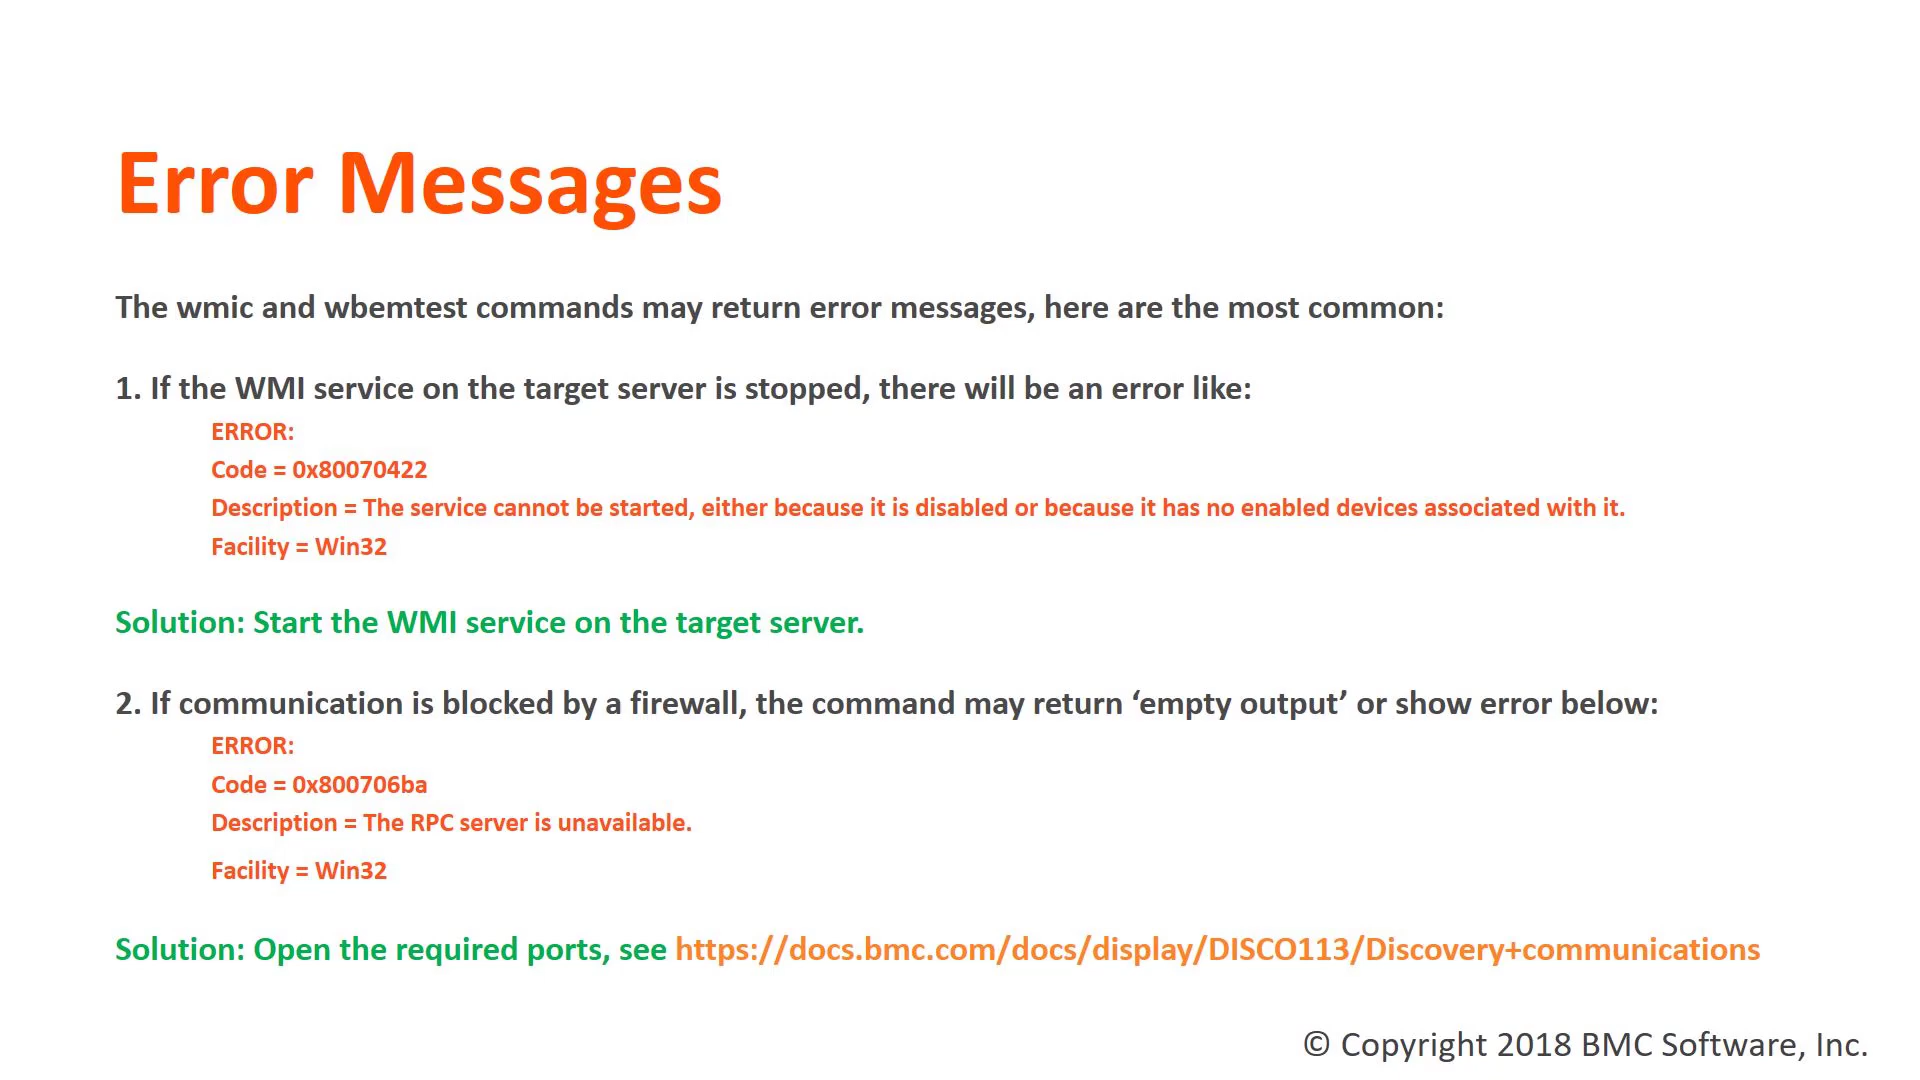 Error Messages
The wmic and wbemtest commands may return error messages, here are the most common:
1. If the WMI service on the target server is stopped, there will be an error like:
ERROR:
Code = 0x80070422
Description = The service cannot be started, either because it is disabled or because it has no enabled devices associated with it.
Facility = Win32
Solution: Start the WMI service on the target server.
2. If communication is blocked by a firewall, the command may return ‘empty output’ or show error below:
ERROR:
Code = 0x800706ba
Description = The RPC server is unavailable.
Facility = Win32
Solution: Open the required ports, see https://docs.bmc.com/docs/display/DISCO113/Discovery+communications
© Copyright 2018 BMC Software, Inc.